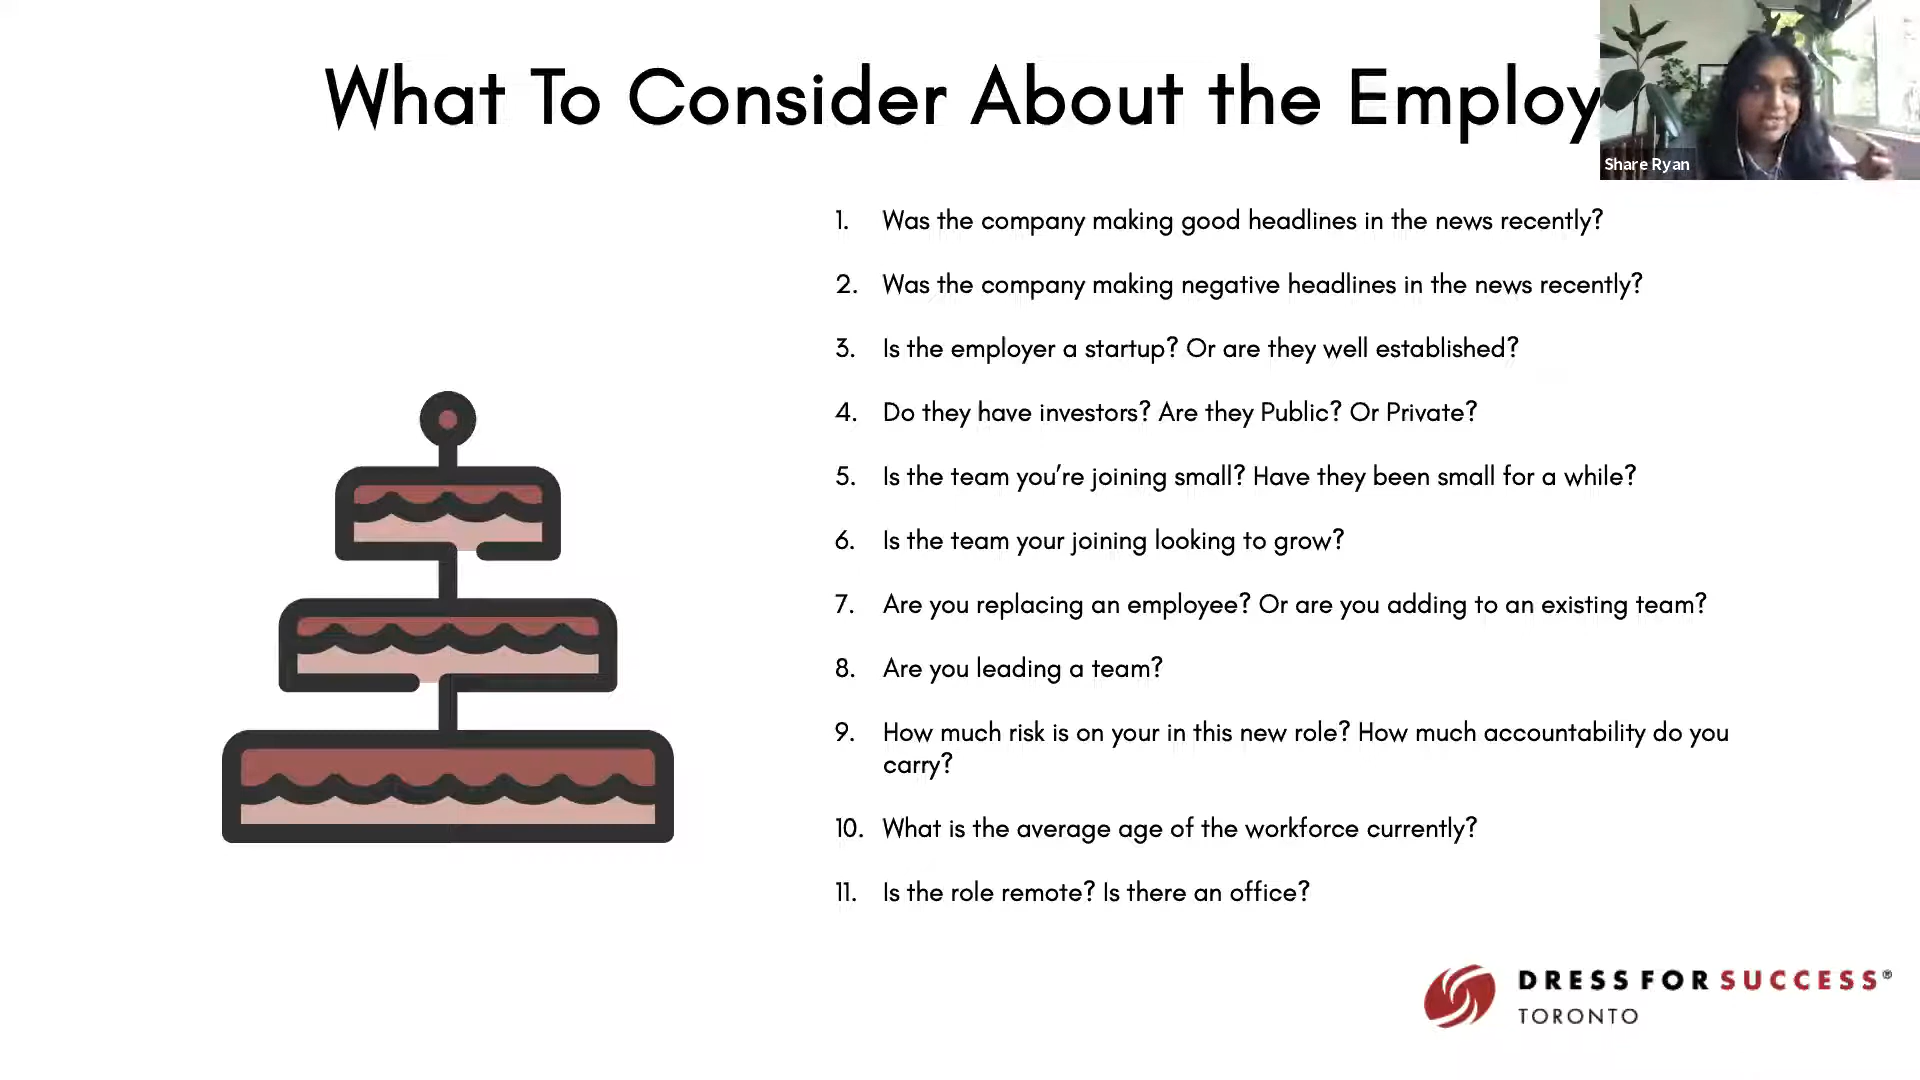 What To Consider About the Employ
Share Ryan
1. Was the company making good headlines in the news recently?
2. Was the company making negative headlines in the news recently?
3. Is the employer a startup? Or are they well established?
4. Do they have investors? Are they Public? Or Private?
5. Is the team you’re joining small? Have they been small for a while?
6. Is the team your joining looking to grow?
7. Are you replacing an employee? Or are you adding to an existing team?
8. Are you leading a team?
9. How much risk is on your in this new role? How much accountability do you
carry?
10. What is the average age of the workforce currently?
11. Is the role remote? Is there an office?
DRESS FOR SUCCESS®
TORONTO